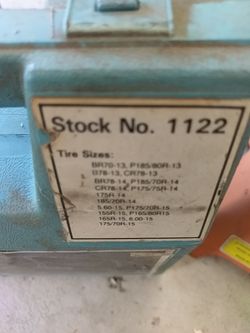 Stock No. 1122
Tire Sizes:
BR70-13, P185/80R-13
B78-13, CR78-13
BR78-14, P185/70R-14
CR78-14, P175/75R-14
175R-14
185/70R-14
5.60-15, P175/70R-15
155R-15, P165/80R15
165R-15, 6.00-15
175/70R-15